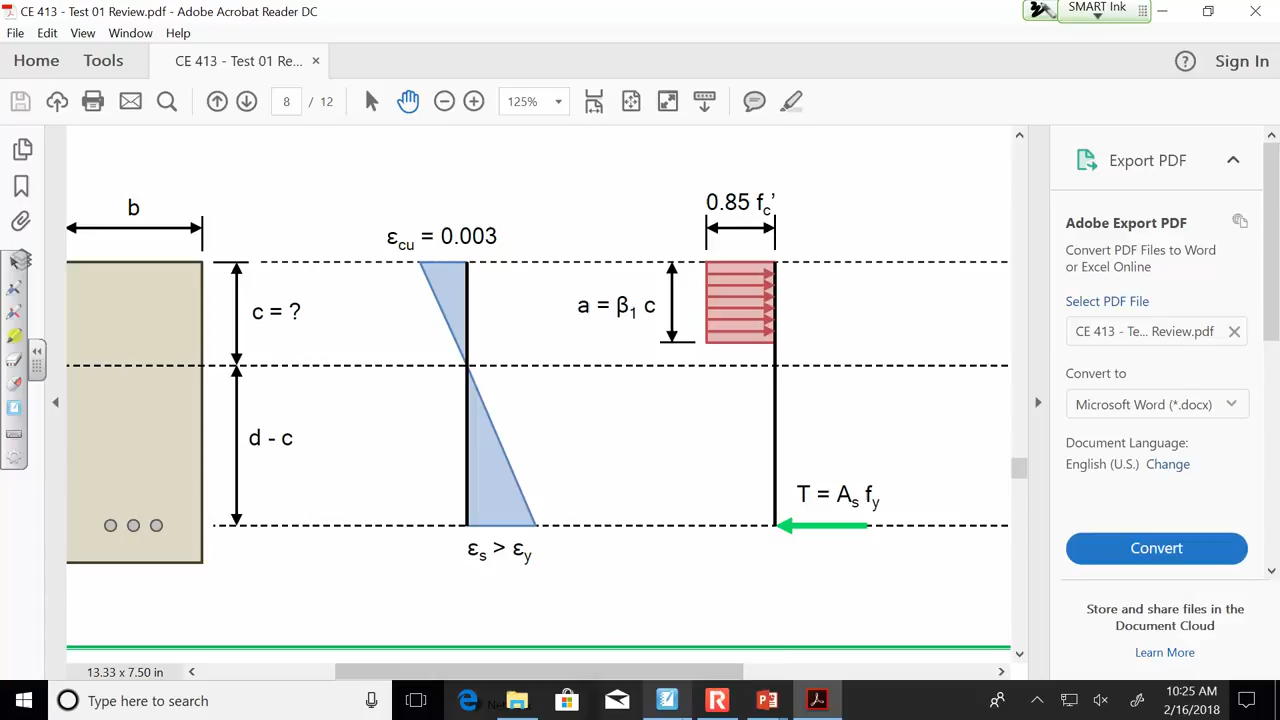 CE 413 - Test 01 Review.pdf - Adobe Acrobat Reader DC
SMART Ink
File Edit View Window Help
Home Tools CE 413 - Test 01 Re... × Sign In
8 / 12 125%
b
0.85 fc’
εcu = 0.003
c = ?
a = β1 c
d - c
T = As fy
εs > εy
Export PDF
Adobe Export PDF
Convert PDF Files to Word
or Excel Online
Select PDF File
CE 413 - Te... Review.pdf
Convert to
Microsoft Word (*.docx)
Document Language:
English (U.S.) Change
Convert
Store and share files in the
Document Cloud
Learn More
13.33 x 7.50 in
Type here to search
10:25 AM
2/16/2018